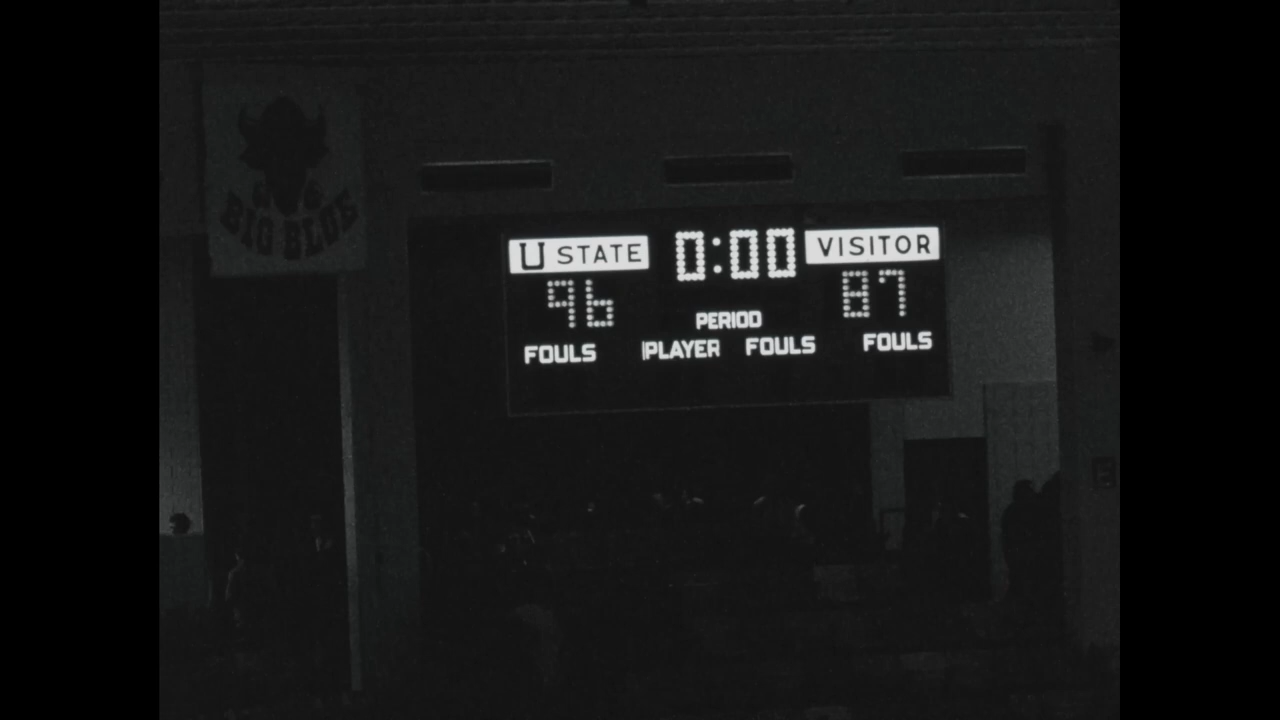 BIG BLUE
U STATE 0:00 VISITOR
96 87
PERIOD
FOULS PLAYER FOULS FOULS